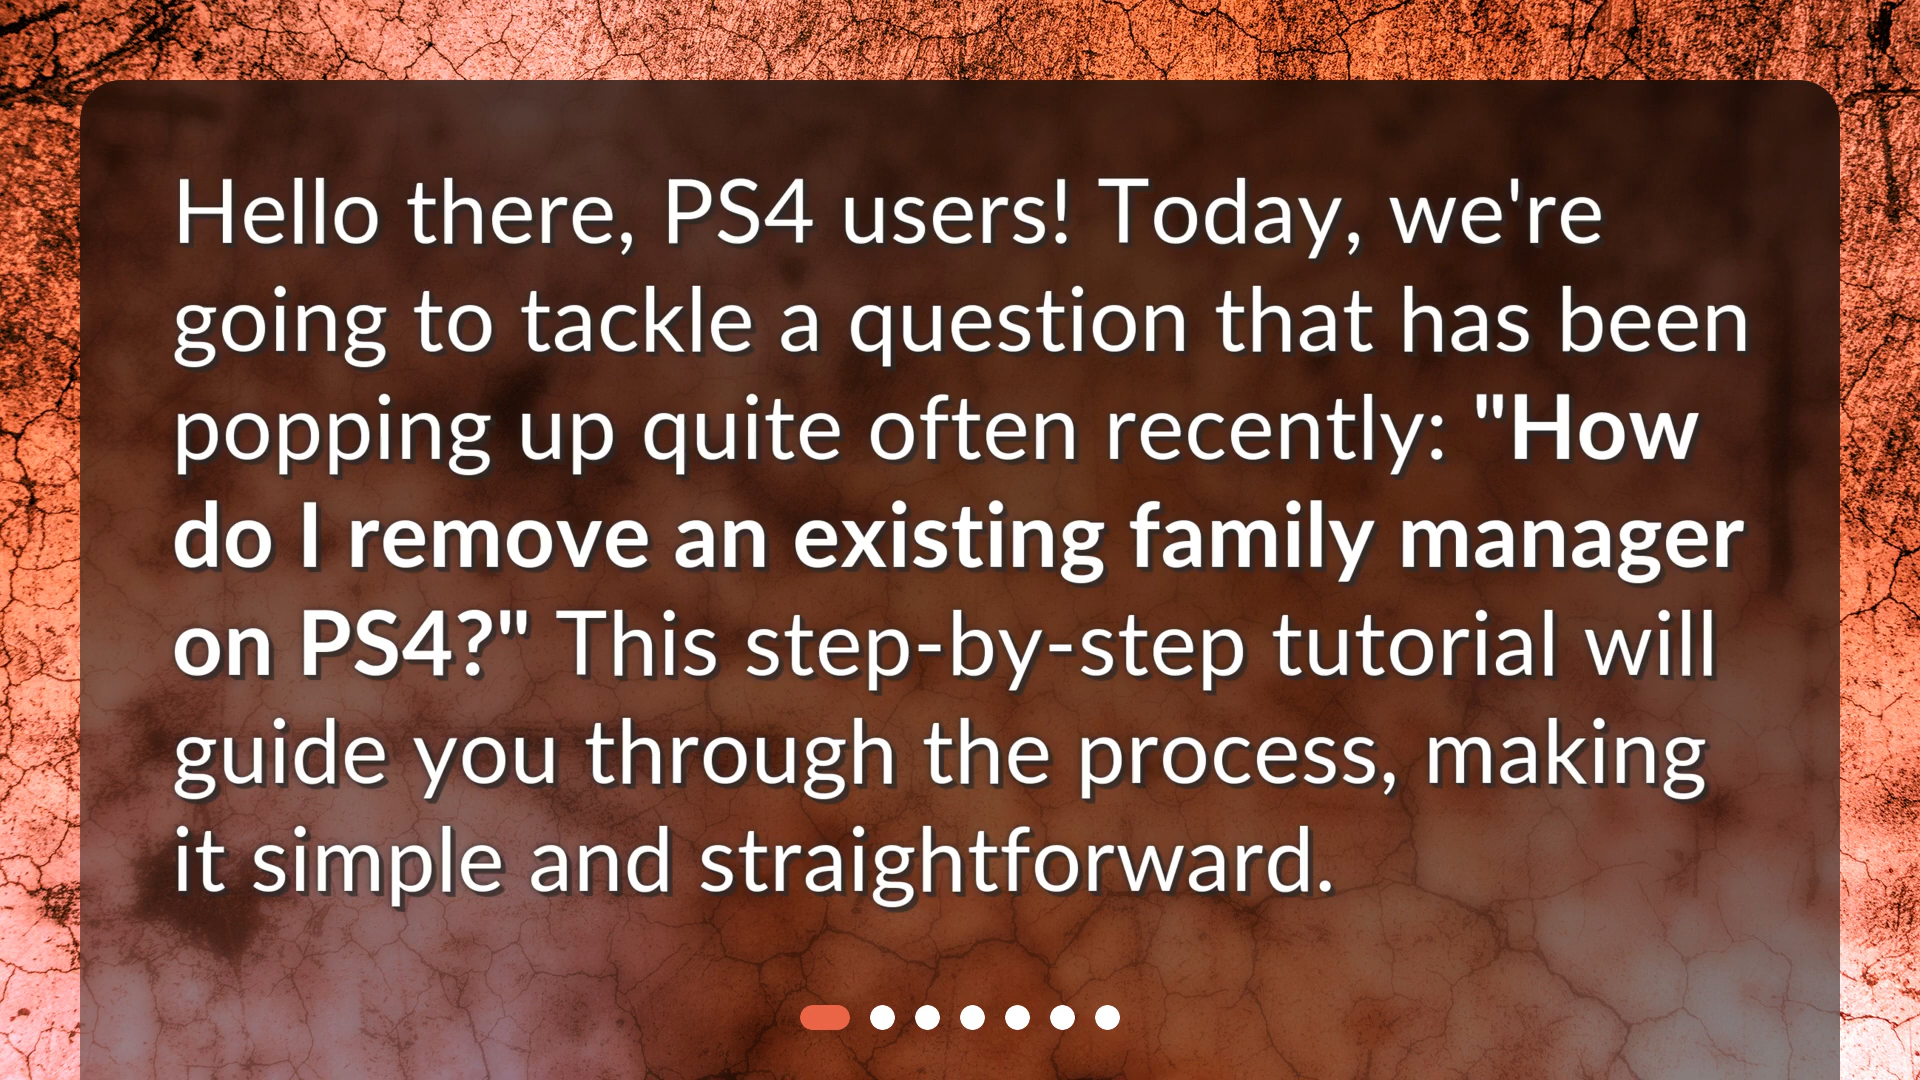 Hello there, PS4 users! Today, we're
going to tackle a question that has been
popping up quite often recently: "How
do I remove an existing family manager
on PS4?" This step-by-step tutorial will
guide you through the process, making
it simple and straightforward.